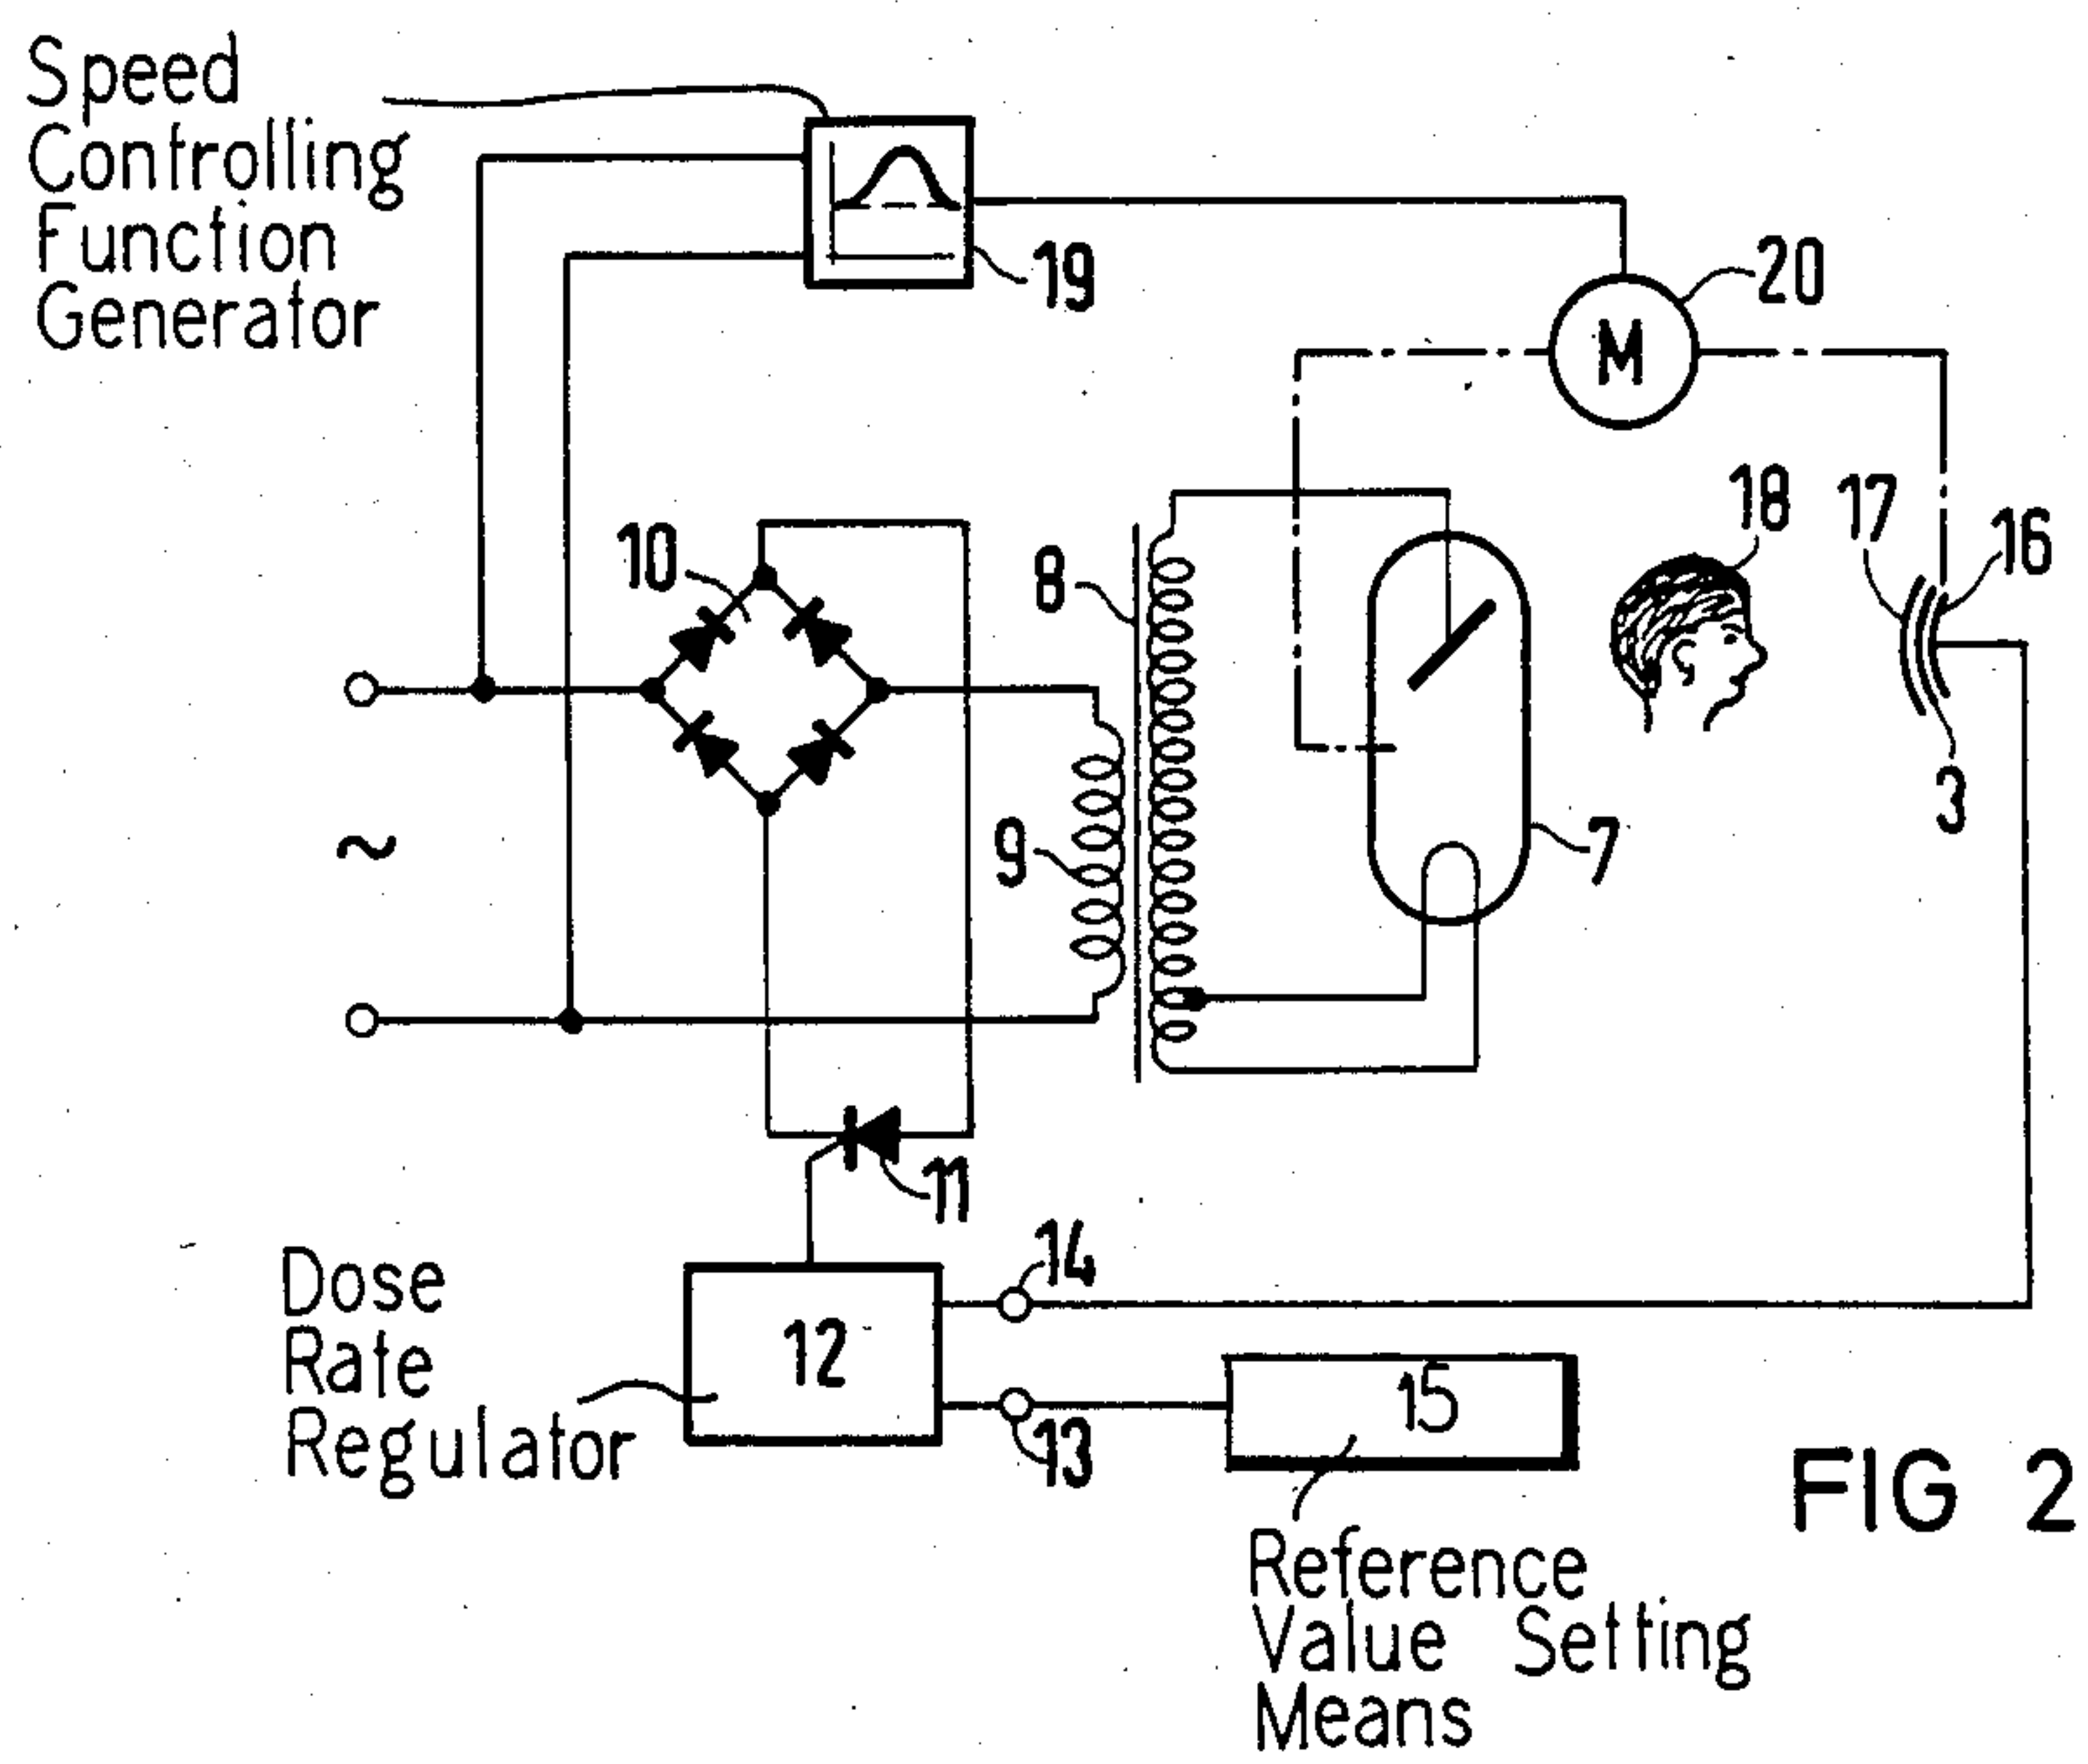 Speed
Controlling
Function
Generator
19
20
M
10
8
18
17
16
3
9
7
~
11
14
Dose
Rate
Regulator
12
13
15
FIG 2
Reference
Value Setting
Means